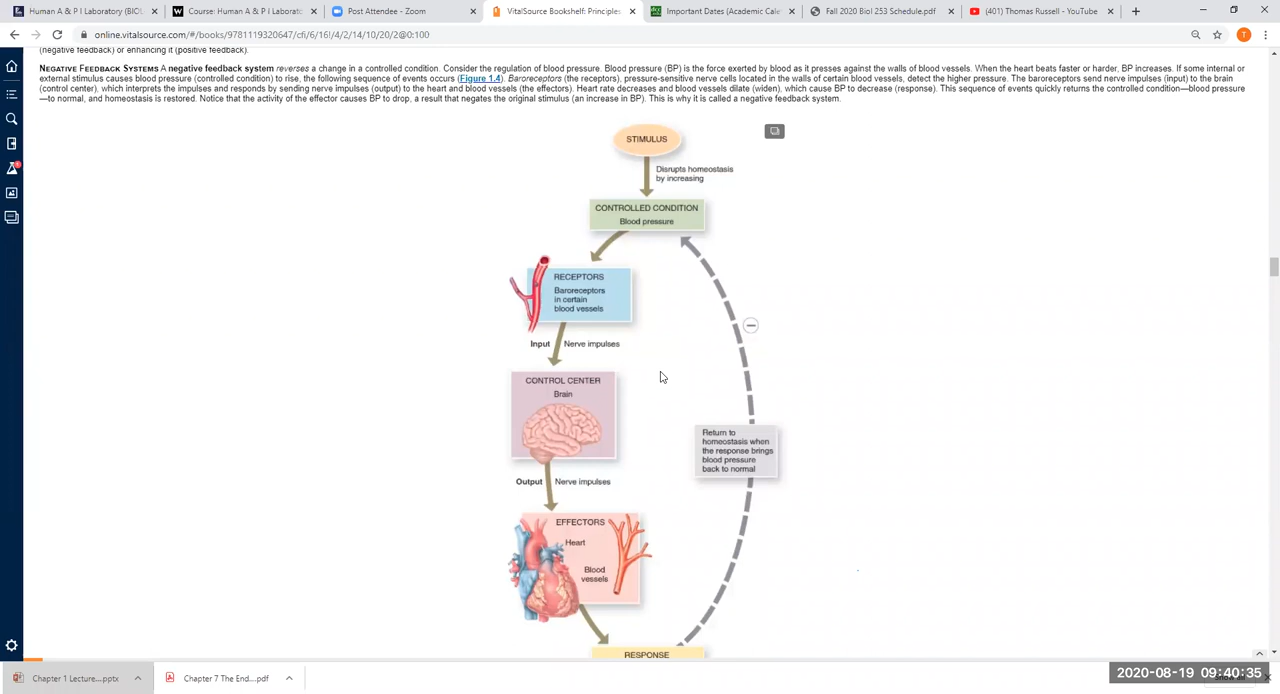 Human A & P I Laboratory (BIOL
Course: Human A & P I Laborato
Post Attendee - Zoom
VitalSource Bookshelf: Principles
Important Dates (Academic Cale
Fall 2020 Biol 253 Schedule.pdf
(401) Thomas Russell - YouTube
online.vitalsource.com/#/books/9781119320647/cfi/6/16!/4/2/14/10/20/2@0:100
T
(negative feedback) or enhancing it (positive feedback).
NEGATIVE FEEDBACK SYSTEMS A negative feedback system reverses a change in a controlled condition. Consider the regulation of blood pressure. Blood pressure (BP) is the force exerted by blood as it presses against the walls of blood vessels. When the heart beats faster or harder, BP increases. If some internal or
external stimulus causes blood pressure (controlled condition) to rise, the following sequence of events occurs (Figure 1.4). Baroreceptors (the receptors), pressure-sensitive nerve cells located in the walls of certain blood vessels, detect the higher pressure. The baroreceptors send nerve impulses (input) to the brain
(control center), which interprets the impulses and responds by sending nerve impulses (output) to the heart and blood vessels (the effectors). Heart rate decreases and blood vessels dilate (widen), which cause BP to decrease (response). This sequence of events quickly returns the controlled condition—blood pressure
—to normal, and homeostasis is restored. Notice that the activity of the effector causes BP to drop, a result that negates the original stimulus (an increase in BP). This is why it is called a negative feedback system.
STIMULUS
Disrupts homeostasis
by increasing
CONTROLLED CONDITION
Blood pressure
RECEPTORS
Baroreceptors
in certain
blood vessels
Input Nerve impulses
CONTROL CENTER
Brain
Return to
homeostasis when
the response brings
blood pressure
back to normal
Output Nerve impulses
EFFECTORS
Heart
Blood
vessels
RESPONSE
Chapter 1 Lecture....pptx
Chapter 7 The End....pdf
2020-08-19 09:40:35